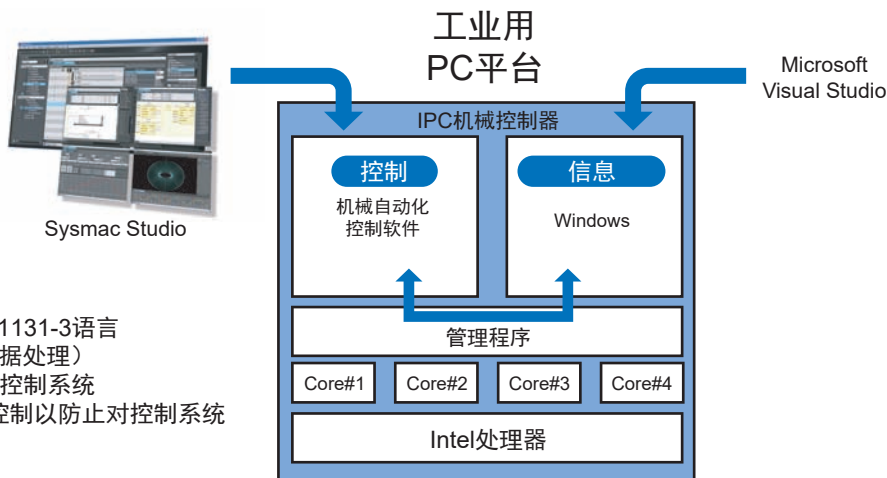 工业用
PC平台
Microsoft
Visual Studio
IPC机械控制器
控制
机械自动化
控制软件
信息
Windows
Sysmac Studio
管理程序
Core#1
Core#2
Core#3
Core#4
Intel处理器
1131-3语言
据处理）
控制系统
控制以防止对控制系统